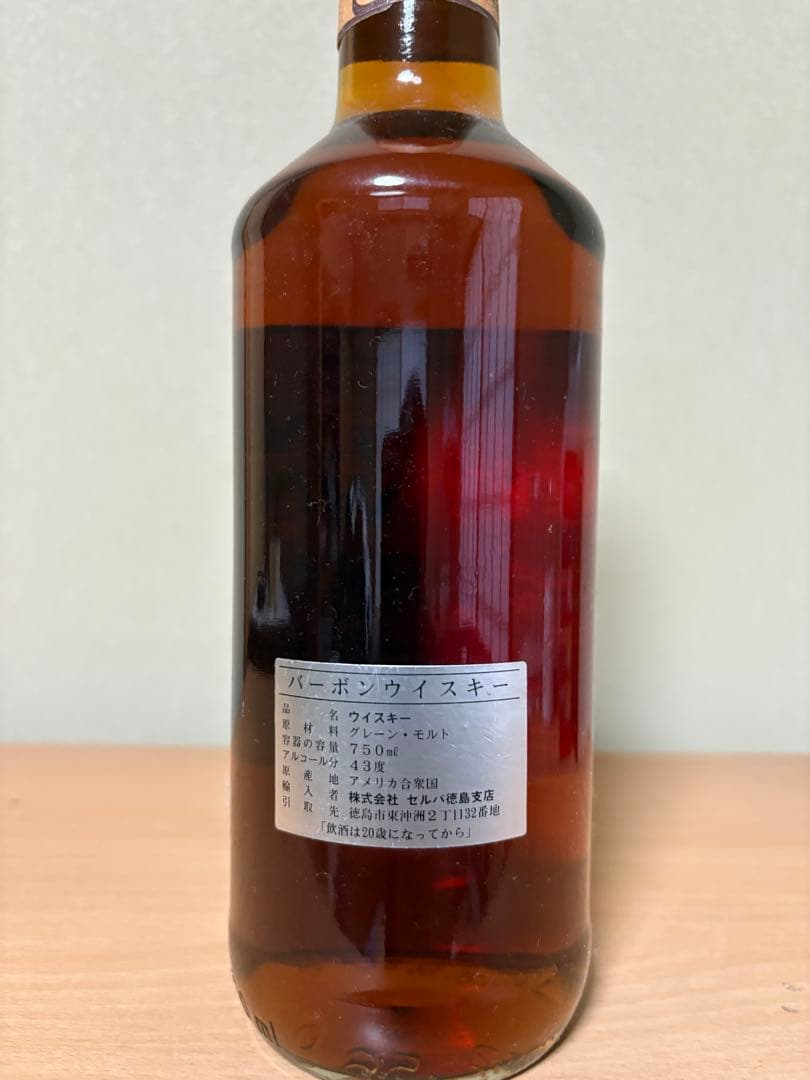 バーボンウイスキー
品名 ウイスキー
原材料 グレーン・モルト
容器の容量 750㎖
アルコール分 43度
原産地 アメリカ合衆国
輸入者 株式会社 セルバ徳島支店
引取先 徳島市東沖洲2丁目32番地
「飲酒は20歳になってから」
ml